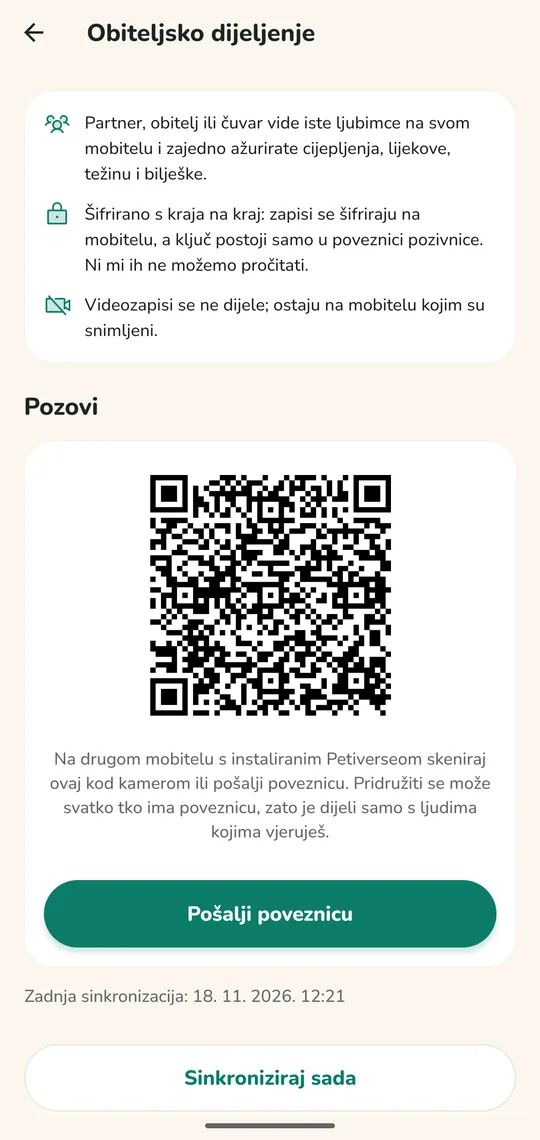 Obiteljsko dijeljenje
Partner, obitelj ili čuvar vide iste ljubimce na svom
mobitelu i zajedno ažurirate cijepljenja, lijekove,
težinu i bilješke.
Šifrirano s kraja na kraj: zapisi se šifriraju na
mobitelu, a ključ postoji samo u poveznici pozivnice.
Ni mi ih ne možemo pročitati.
Videozapisi se ne dijele; ostaju na mobitelu kojim su
snimljeni.
Pozovi
Na drugom mobitelu s instaliranim Petiverseom skeniraj
ovaj kod kamerom ili pošalji poveznicu. Pridružiti se može
svatko tko ima poveznicu, zato je dijeli samo s ljudima
kojima vjeruješ.
Pošalji poveznicu
Zadnja sinkronizacija: 18. 11. 2026. 12:21
Sinkroniziraj sada